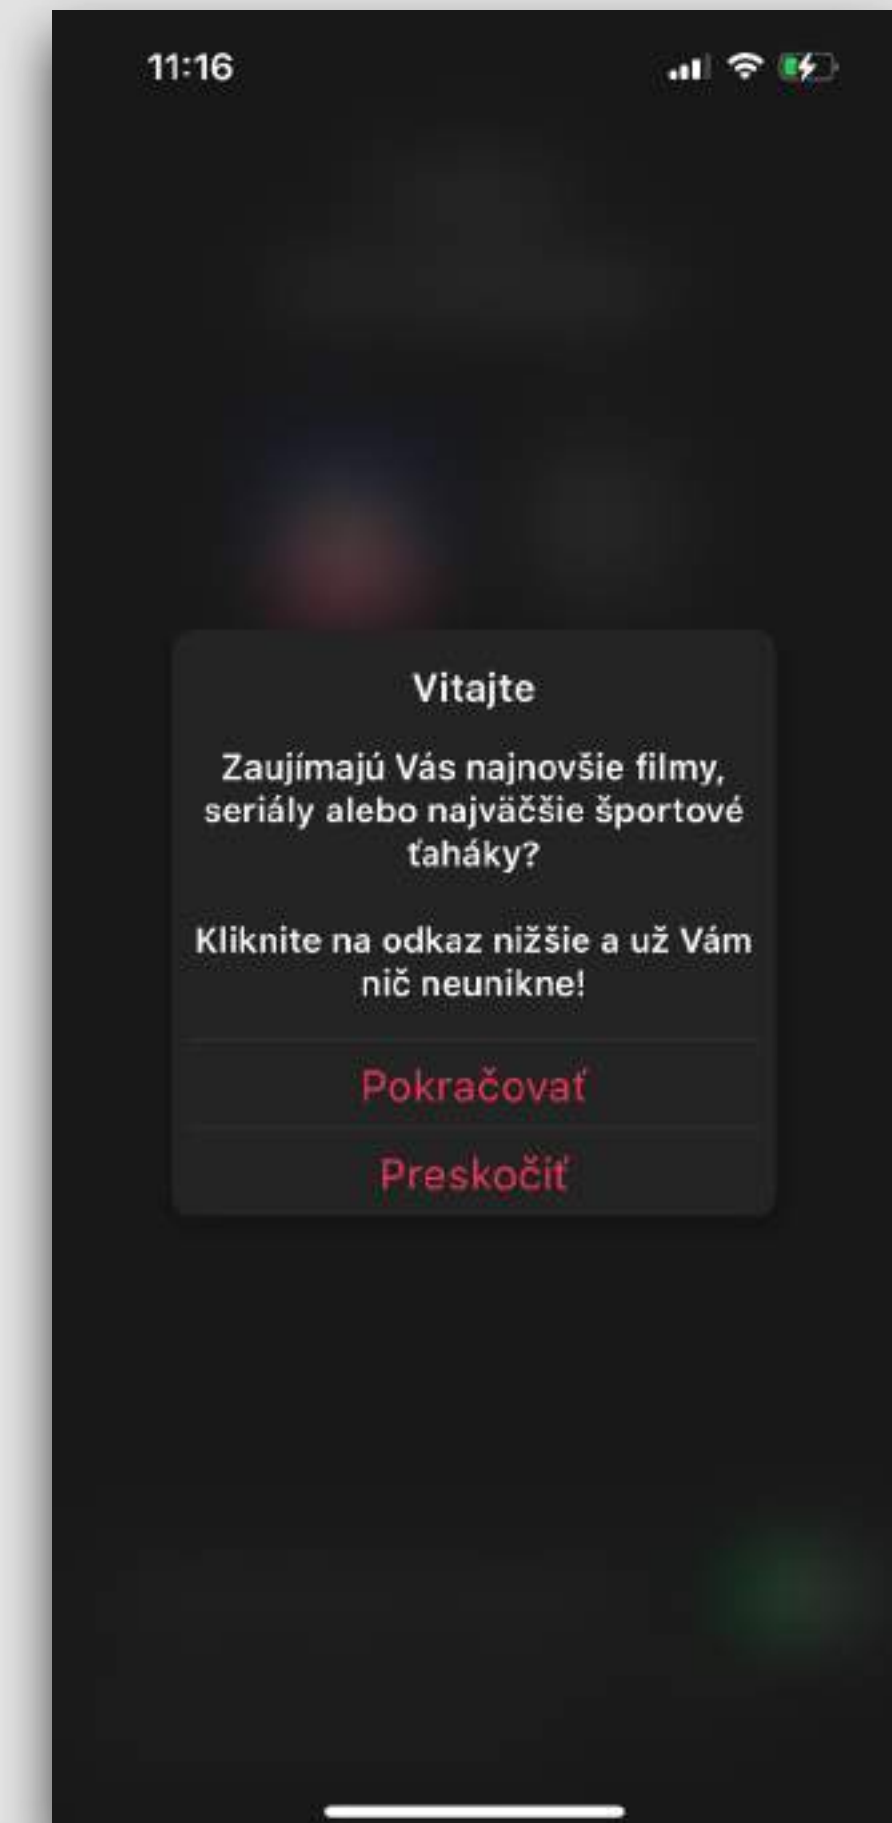 11:16
Vitajte
Zaujímajú Vás najnovšie filmy,
seriály alebo najväčšie športové
ťaháky?
Kliknite na odkaz nižšie a už Vám
nič neunikne!
Pokračovať
Preskočiť